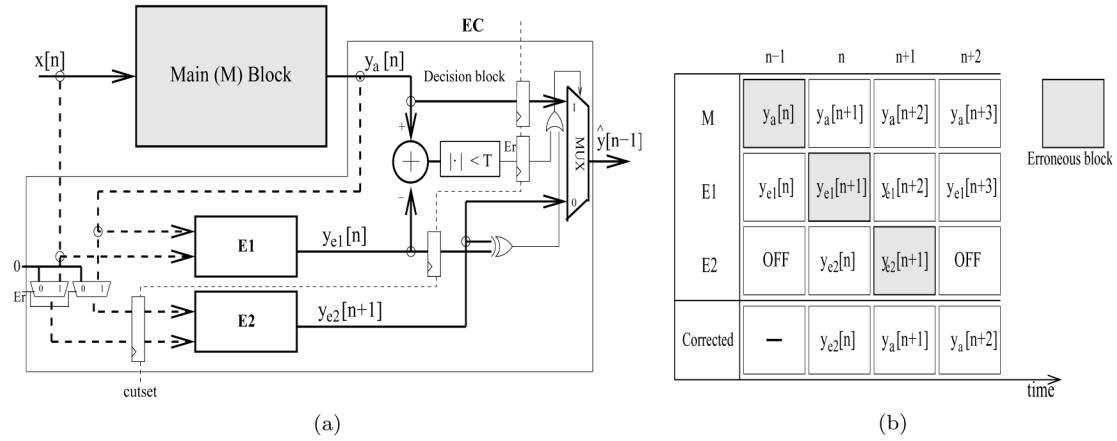 EC
x[n]
Main (M) Block
y_a[n]
Decision block
+
Er
1
|·| < T
MUX
ŷ[n−1]
−
0
E1
y_e1[n]
0
0 1
0 1
Er
E2
y_e2[n+1]
cutset
(a)
n−1 n n+1 n+2
M y_a[n] y_a[n+1] y_a[n+2] y_a[n+3]
Erroneous block
E1 y_e1[n] y_e1[n+1] y_e1[n+2] y_e1[n+3]
E2 OFF y_e2[n] y_e2[n+1] OFF
Corrected − y_e2[n] y_a[n+1] y_a[n+2]
time
(b)